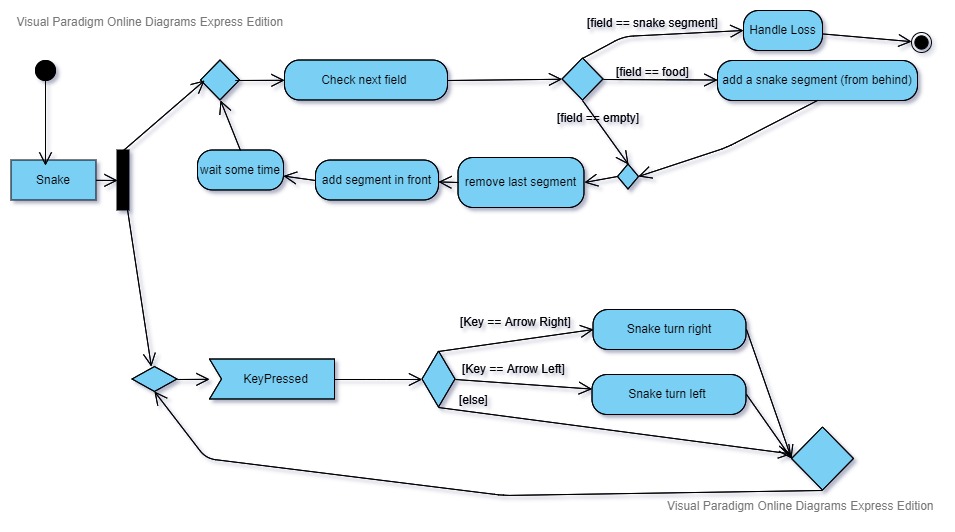 Visual Paradigm Online Diagrams Express Edition
[field == snake segment]
Handle Loss
Check next field
[field == food]
add a snake segment (from behind)
[field == empty]
Snake
wait some time
add segment in front
remove last segment
[Key == Arrow Right]
Snake turn right
KeyPressed
[Key == Arrow Left]
Snake turn left
[else]
Visual Paradigm Online Diagrams Express Edition